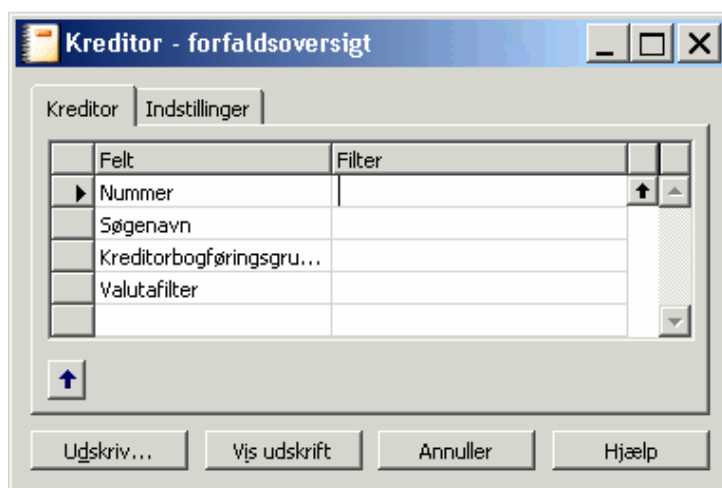 Kreditor - forfaldsoversigt
Kreditor Indstillinger
Felt Filter
Nummer
Søgenavn
Kreditorbogføringsgru...
Valutafilter
Udskriv... Vis udskrift Annuller Hjælp